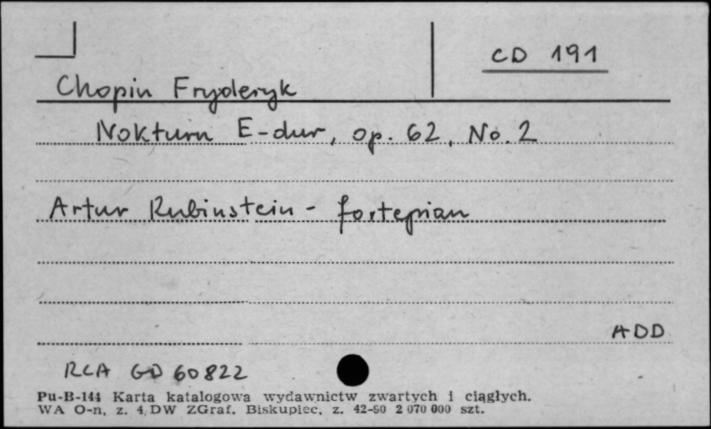 CD 191
Chopin Fryderyk
Nokturn E-dur, op. 62, No. 2
Artur Rubinstein - fortepian
ADD
RCA GD 60822
Pu-B-144 Karta katalogowa wydawnictw zwartych i ciągłych.
WA O-n, z. 4, DW ZGraf. Biskupiec, z. 42-80 2 070 000 szt.